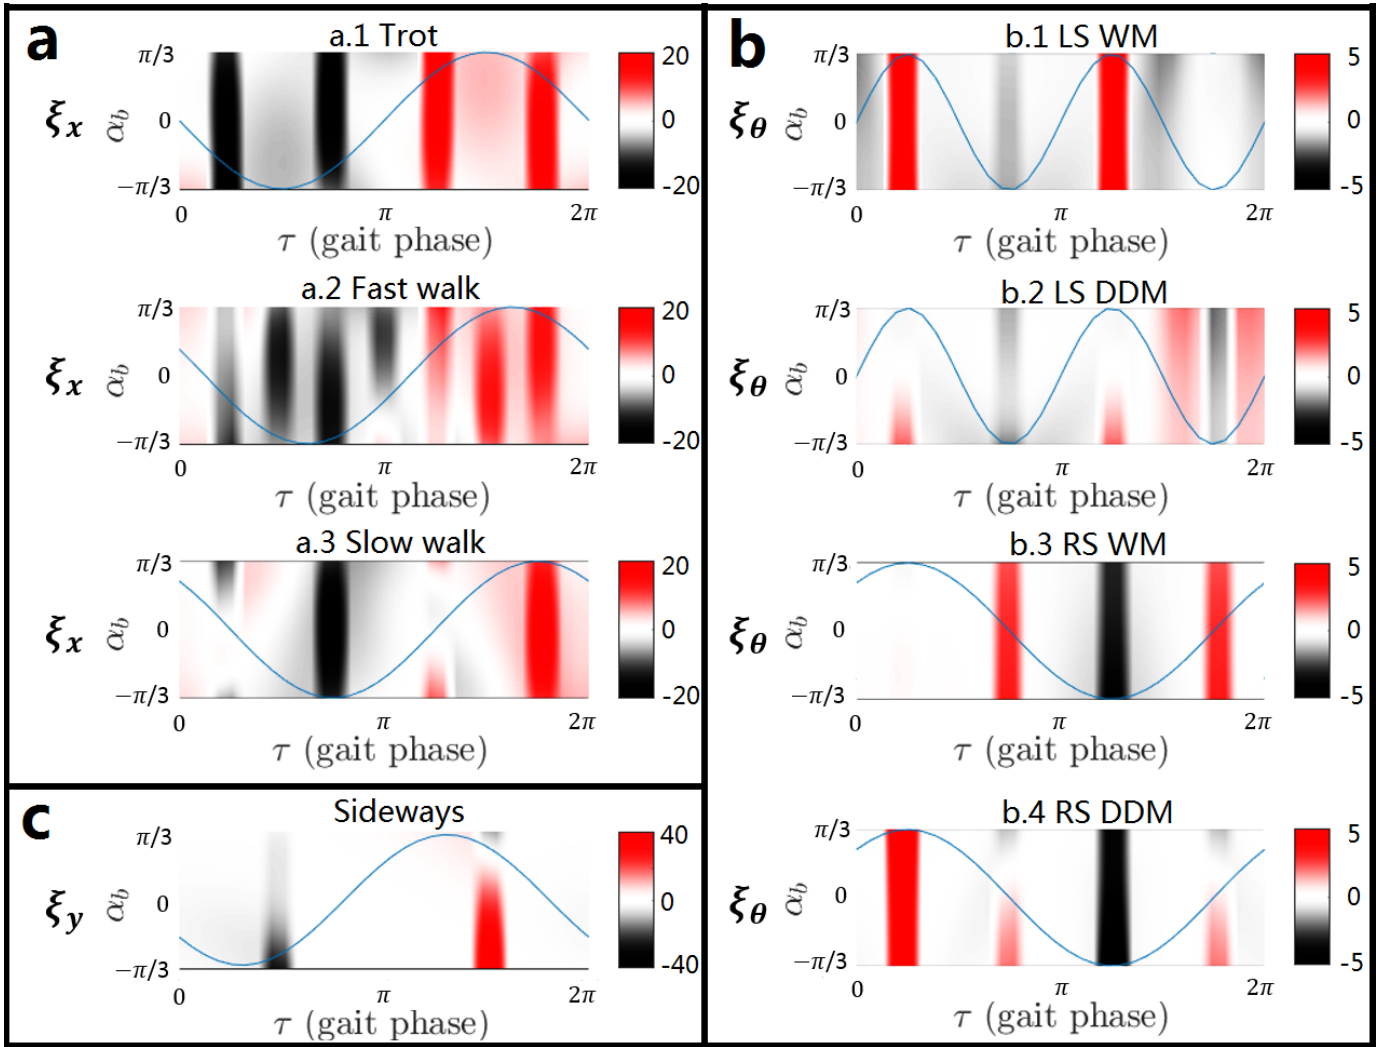 a
a.1 Trot
π/3
0
−π/3
ξx
αb
20
0
-20
0
π
2π
τ (gait phase)
a.2 Fast walk
π/3
0
−π/3
ξx
αb
20
0
-20
0
π
2π
τ (gait phase)
a.3 Slow walk
π/3
0
−π/3
ξx
αb
20
0
-20
0
π
2π
τ (gait phase)
b
b.1 LS WM
π/3
0
−π/3
ξθ
αb
5
0
-5
0
π
2π
τ (gait phase)
b.2 LS DDM
π/3
0
−π/3
ξθ
αb
5
0
-5
0
π
2π
τ (gait phase)
b.3 RS WM
π/3
0
−π/3
ξθ
αb
5
0
-5
0
π
2π
τ (gait phase)
b.4 RS DDM
π/3
0
−π/3
ξθ
αb
5
0
-5
0
π
2π
τ (gait phase)
c
Sideways
π/3
0
−π/3
ξy
αb
40
0
-40
0
π
2π
τ (gait phase)